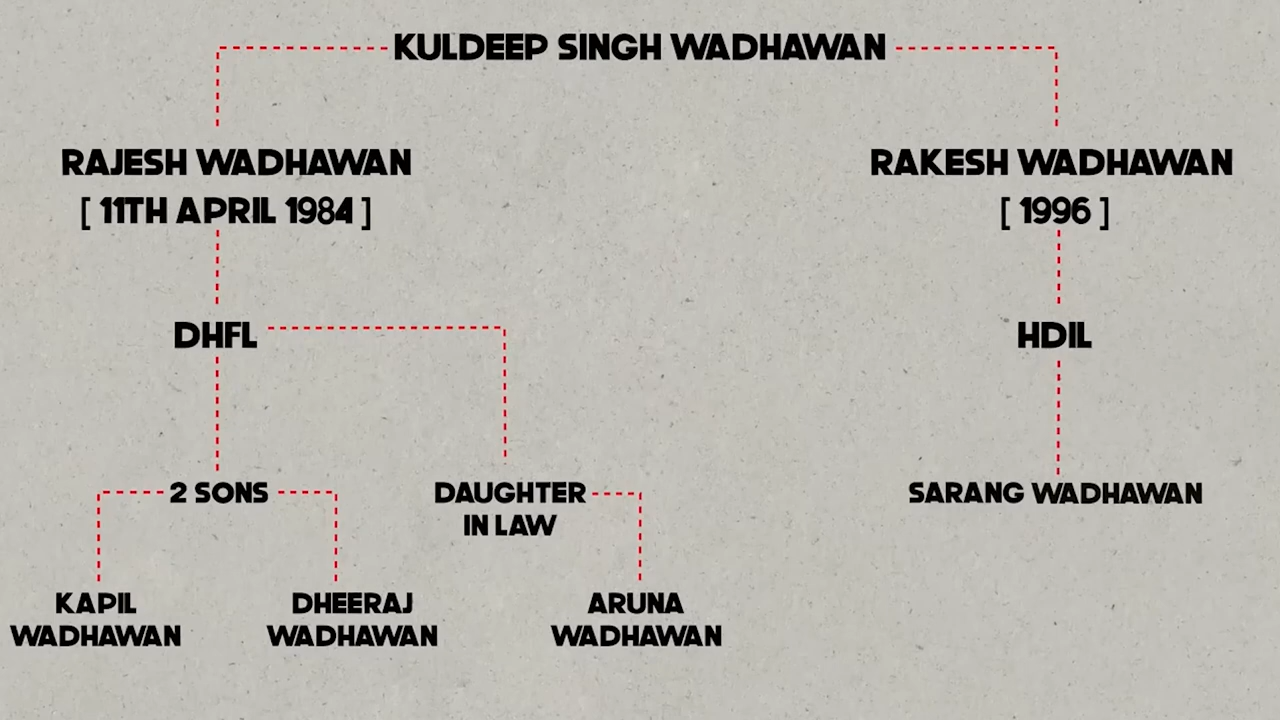 KULDEEP SINGH WADHAWAN
RAJESH WADHAWAN
[ 11TH APRIL 1984 ]
RAKESH WADHAWAN
[ 1996 ]
DHFL
HDIL
2 SONS
DAUGHTER
IN LAW
SARANG WADHAWAN
KAPIL
WADHAWAN
DHEERAJ
WADHAWAN
ARUNA
WADHAWAN